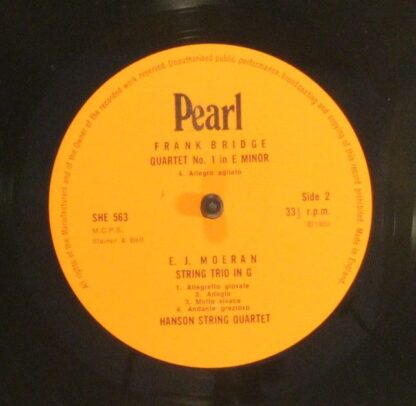 All rights of the Manufacturers and of the Owner of the recorded work reserved. Unauthorised public performance, Broadcasting and copying of this record prohibited. Made in England.
Pearl
FRANK BRIDGE
QUARTET No. 1 in E MINOR
4. Allegro agitato
SHE 563
Side 2
33⅓ r.p.m.
M.C.P.S.
Stainer & Bell
E. J. MOERAN
STRING TRIO IN G
1. Allegretto giovale
2. Adagio
3. Molto vivace
4. Andante grazioso
HANSON STRING QUARTET